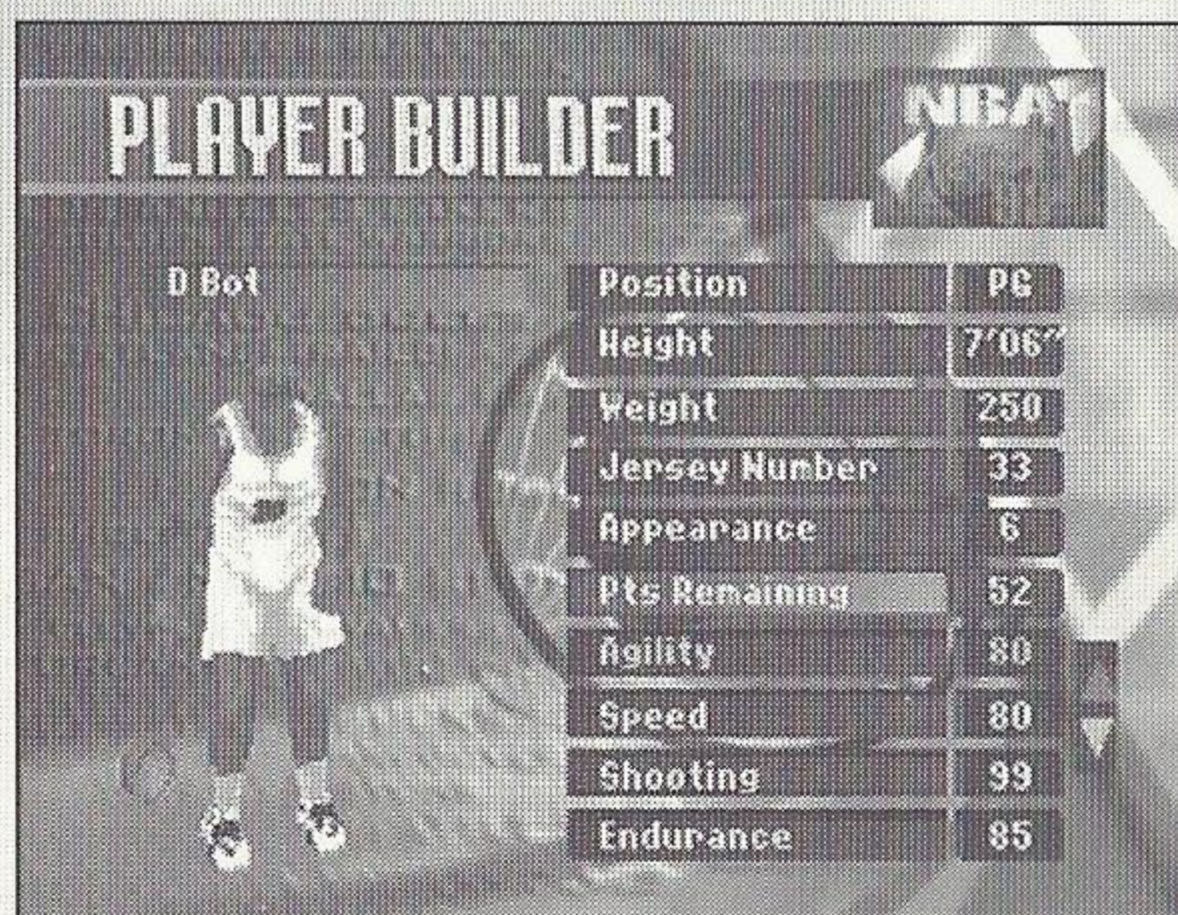 PLAYER BUILDER
NBA
D Bot
Position PG
Height 7'06"
Weight 250
Jersey Number 33
Appearance 6
Pts Remaining 52
Agility 80
Speed 80
Shooting 99
Endurance 85